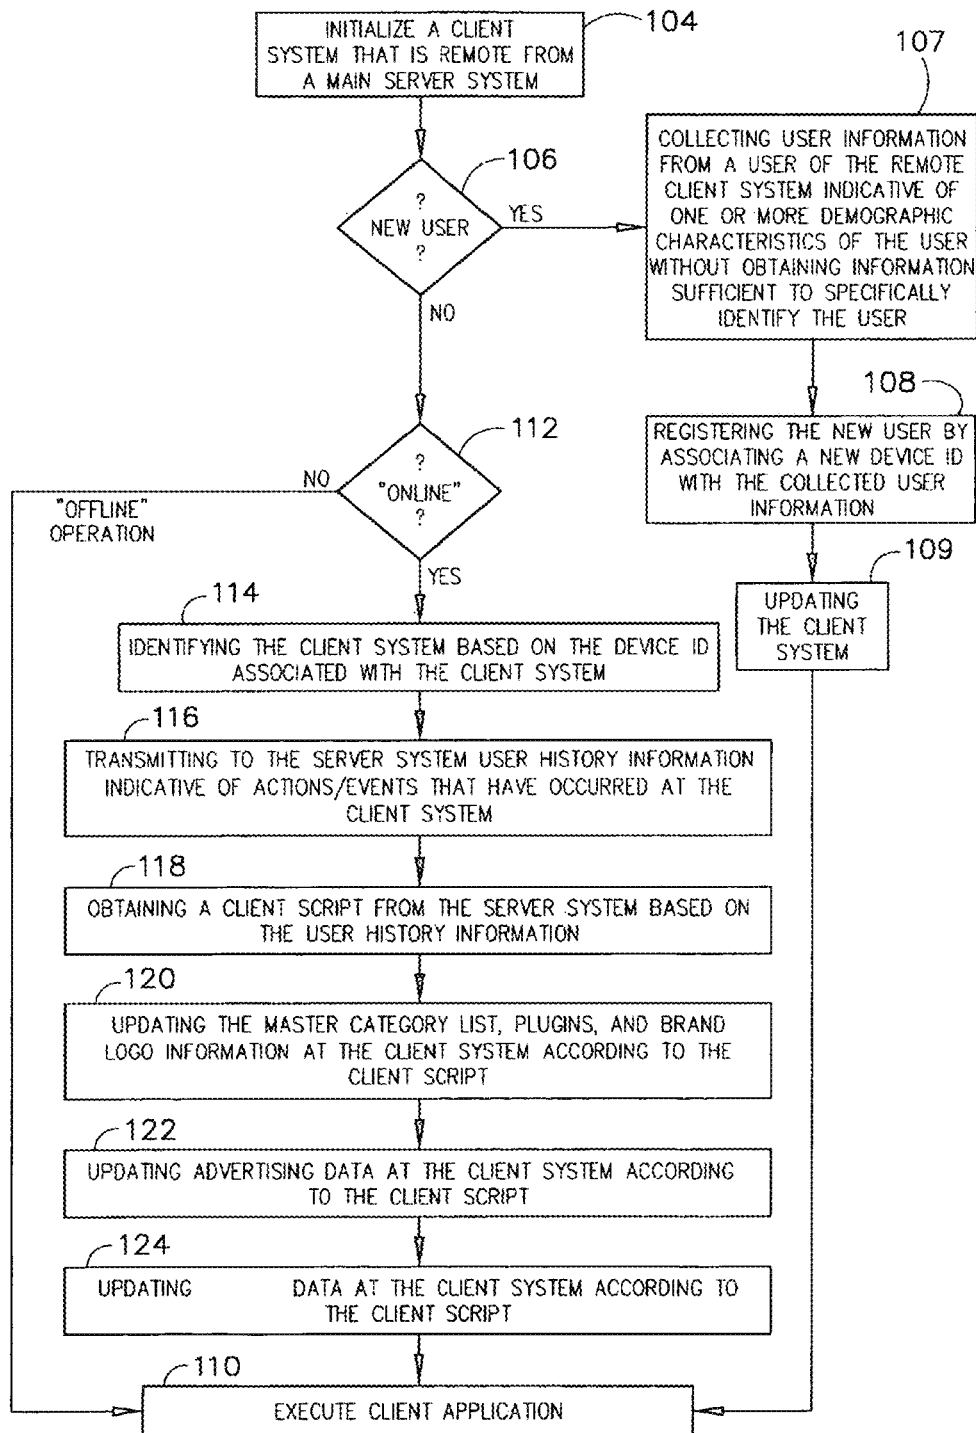 104
INITIALIZE A CLIENT
SYSTEM THAT IS REMOTE FROM
A MAIN SERVER SYSTEM
106
?
NEW USER
?
YES
NO
107
COLLECTING USER INFORMATION
FROM A USER OF THE REMOTE
CLIENT SYSTEM INDICATIVE OF
ONE OR MORE DEMOGRAPHIC
CHARACTERISTICS OF THE USER
WITHOUT OBTAINING INFORMATION
SUFFICIENT TO SPECIFICALLY
IDENTIFY THE USER
108
REGISTERING THE NEW USER BY
ASSOCIATING A NEW DEVICE ID
WITH THE COLLECTED USER
INFORMATION
109
UPDATING
THE CLIENT
SYSTEM
112
?
"ONLINE"
?
NO
"OFFLINE"
OPERATION
YES
114
IDENTIFYING THE CLIENT SYSTEM BASED ON THE DEVICE ID
ASSOCIATED WITH THE CLIENT SYSTEM
116
TRANSMITTING TO THE SERVER SYSTEM USER HISTORY INFORMATION
INDICATIVE OF ACTIONS/EVENTS THAT HAVE OCCURRED AT THE
CLIENT SYSTEM
118
OBTAINING A CLIENT SCRIPT FROM THE SERVER SYSTEM BASED ON
THE USER HISTORY INFORMATION
120
UPDATING THE MASTER CATEGORY LIST, PLUGINS, AND BRAND
LOGO INFORMATION AT THE CLIENT SYSTEM ACCORDING TO THE
CLIENT SCRIPT
122
UPDATING ADVERTISING DATA AT THE CLIENT SYSTEM ACCORDING
TO THE CLIENT SCRIPT
124
UPDATING DATA AT THE CLIENT SYSTEM ACCORDING TO
THE CLIENT SCRIPT
110
EXECUTE CLIENT APPLICATION